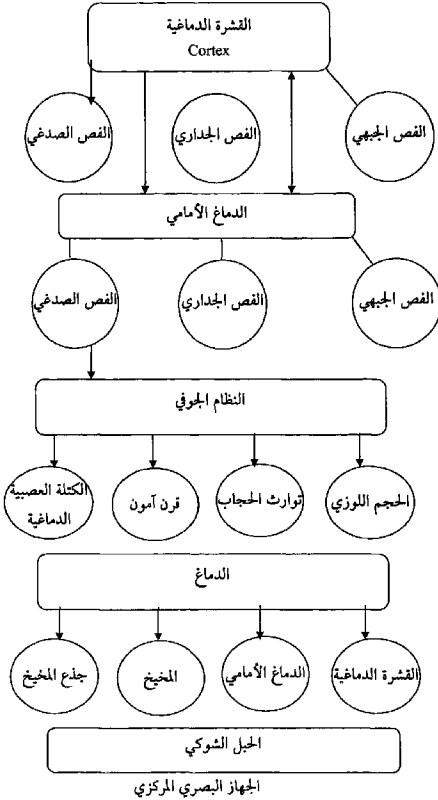 القشرة الدماغية
Cortex
الفص الجبهي
الفص الجداري
الفص الصدغي
الدماغ الأمامي
الفص الجبهي
الفص الجداري
الفص الصدغي
النظام الجوفي
الحجم اللوزي
توارث الحجاب
قرن آمون
الكتلة العصبية
الدماغية
الدماغ
القشرة الدماغية
الدماغ الأمامي
المخيخ
جذع المخيخ
الحبل الشوكي
الجهاز البصري المركزي